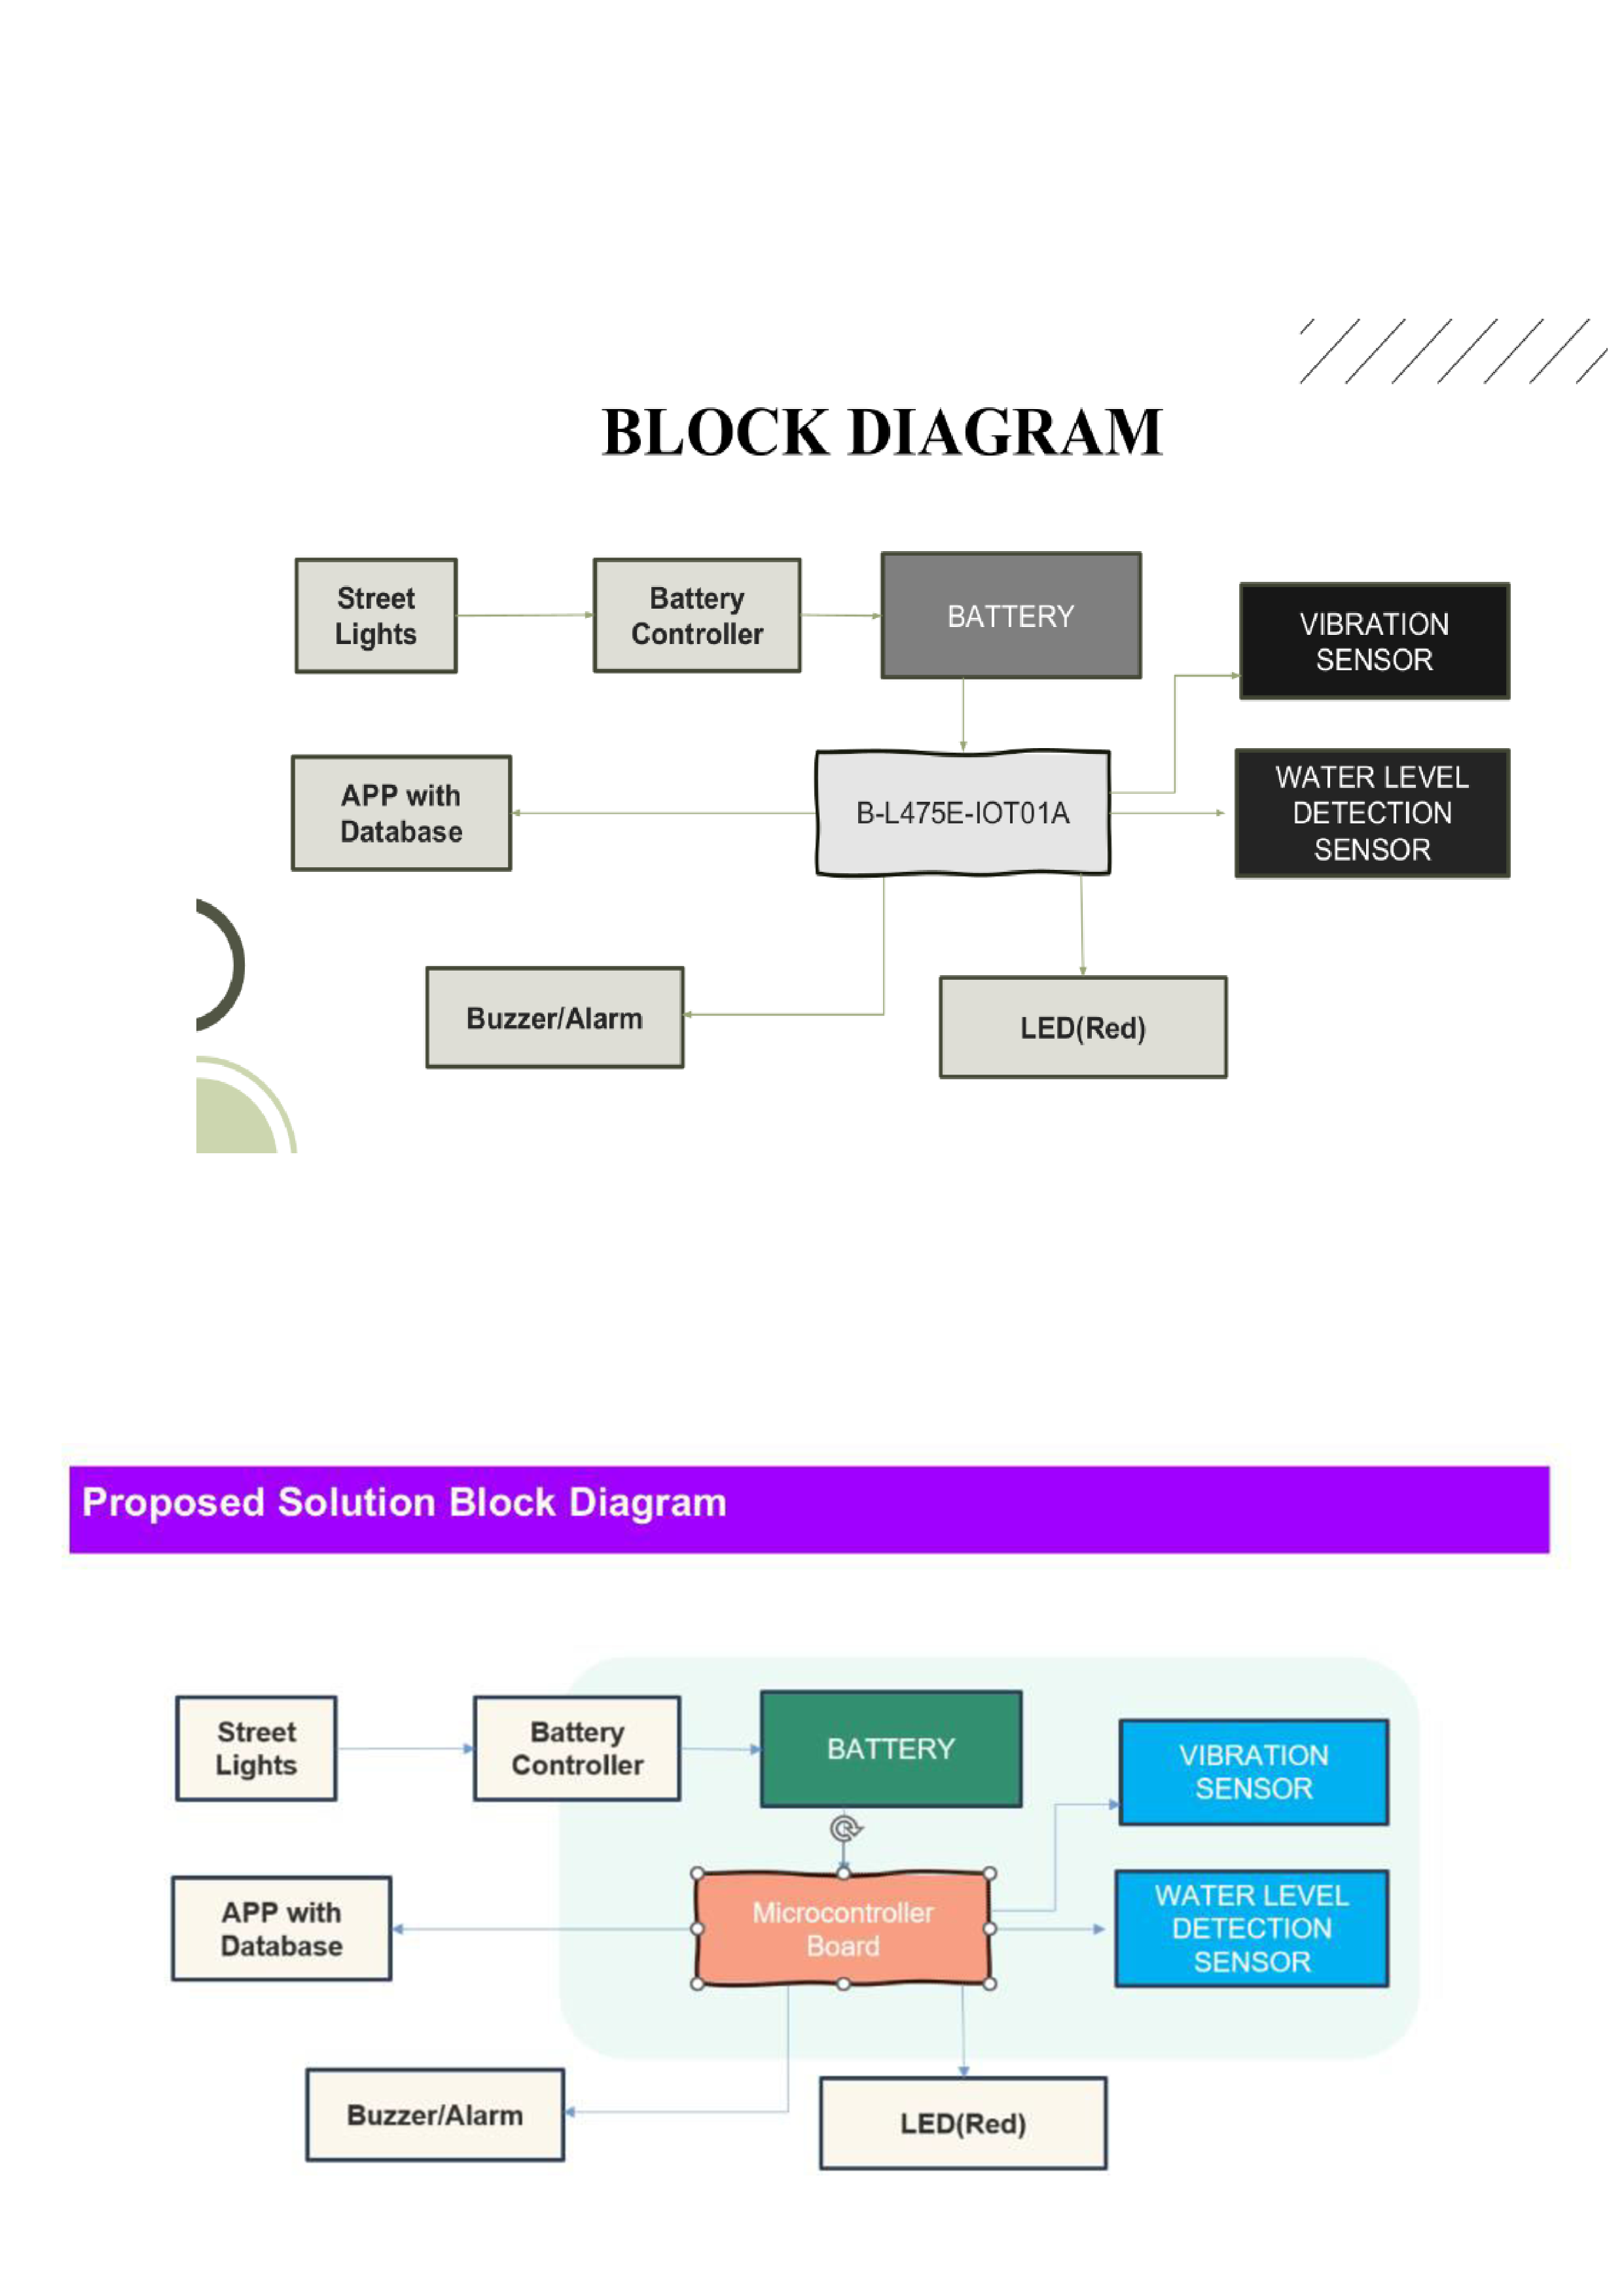 BLOCK DIAGRAM
Street
Lights
Battery
Controller
BATTERY
VIBRATION
SENSOR
APP with
Database
B-L475E-IOT01A
WATER LEVEL
DETECTION
SENSOR
Buzzer/Alarm
LED(Red)
Proposed Solution Block Diagram
Street
Lights
Battery
Controller
BATTERY
VIBRATION
SENSOR
APP with
Database
Microcontroller
Board
WATER LEVEL
DETECTION
SENSOR
Buzzer/Alarm
LED(Red)